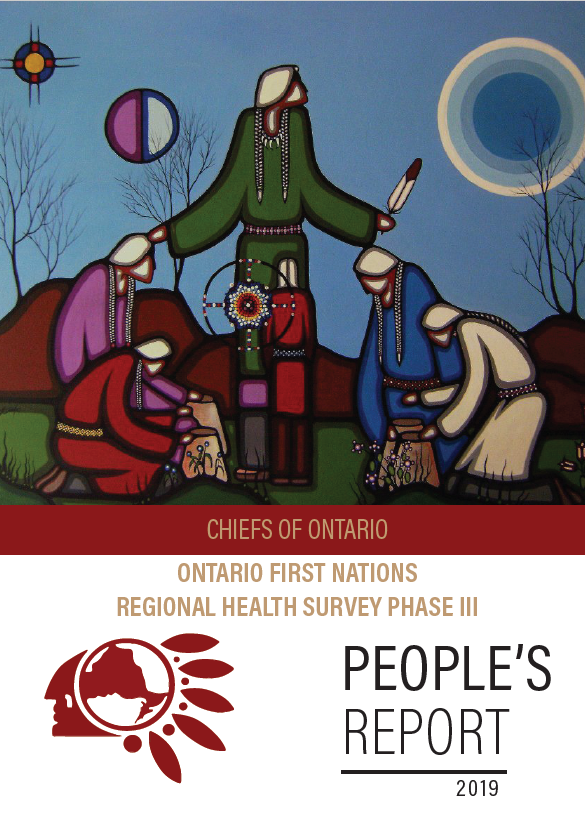 CHIEFS OF ONTARIO
ONTARIO FIRST NATIONS
REGIONAL HEALTH SURVEY PHASE III
PEOPLE'S
REPORT
2019